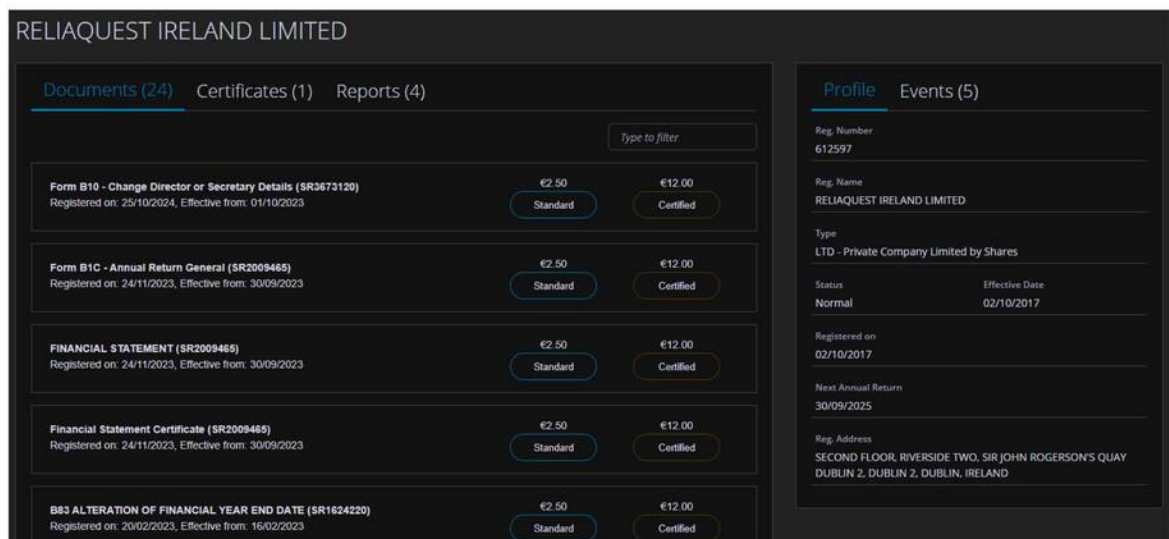 RELIAQUEST IRELAND LIMITED
Documents (24) Certificates (1) Reports (4)
Type to filter
Form B10 - Change Director or Secretary Details (SR3673120)
Registered on: 25/10/2024, Effective from: 01/10/2023
€2.50 €12.00
Standard Certified
Form B1C - Annual Return General (SR2009465)
Registered on: 24/11/2023, Effective from: 30/09/2023
€2.50 €12.00
Standard Certified
FINANCIAL STATEMENT (SR2009465)
Registered on: 24/11/2023, Effective from: 30/09/2023
€2.50 €12.00
Standard Certified
Financial Statement Certificate (SR2009465)
Registered on: 24/11/2023, Effective from: 30/09/2023
€2.50 €12.00
Standard Certified
B83 ALTERATION OF FINANCIAL YEAR END DATE (SR1624220)
Registered on: 20/02/2023, Effective from: 16/02/2023
€2.50 €12.00
Standard Certified
Profile Events (5)
Reg. Number
612597
Reg. Name
RELIAQUEST IRELAND LIMITED
Type
LTD - Private Company Limited by Shares
Status Effective Date
Normal 02/10/2017
Registered on
02/10/2017
Next Annual Return
30/09/2025
Reg. Address
SECOND FLOOR, RIVERSIDE TWO, SIR JOHN ROGERSON'S QUAY
DUBLIN 2, DUBLIN 2, DUBLIN, IRELAND